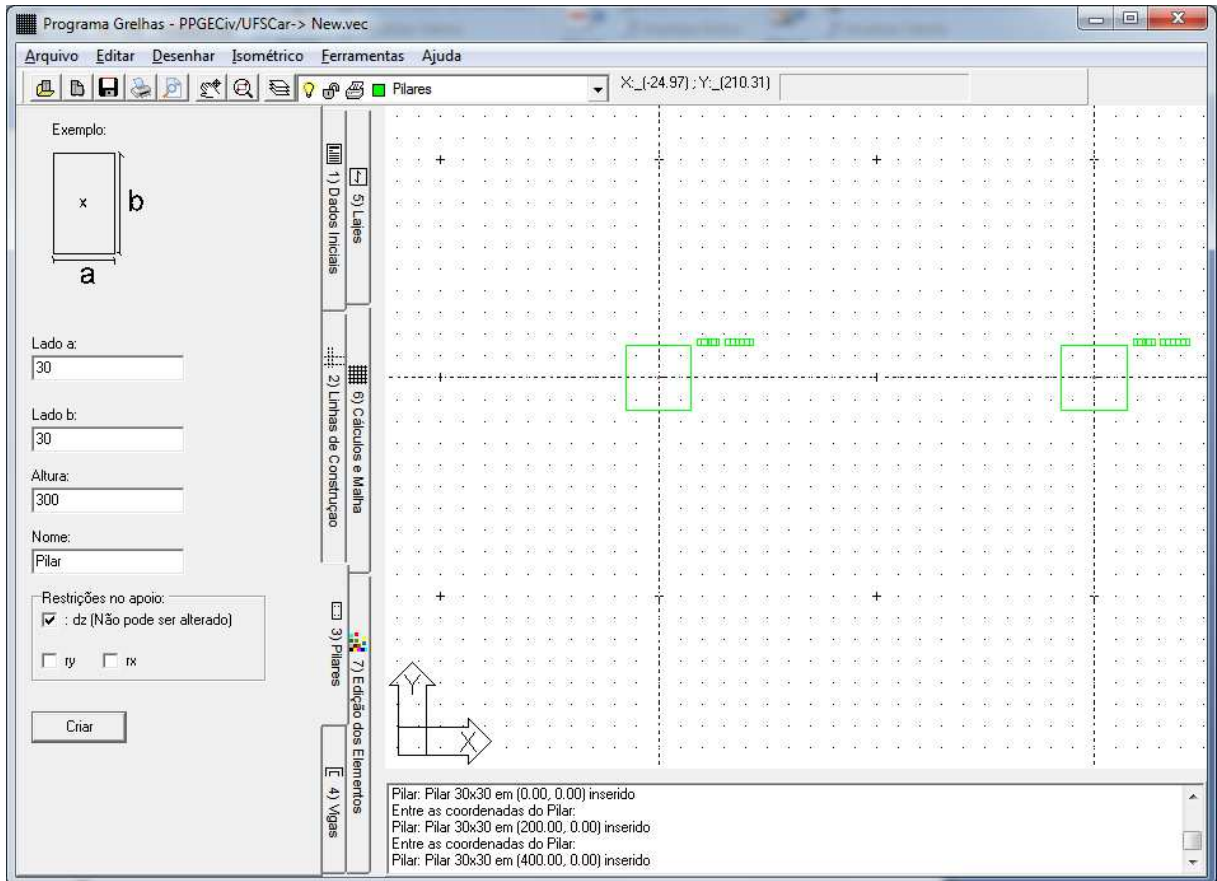 Programa Grelhas - PPGECiv/UFSCar-> New.vec
Arquivo Editar Desenhar Isométrico Ferramentas Ajuda
Pilares
X:_(-24.97) ; Y:_(210.31)
Exemplo:
x
b
a
Lado a:
30
Lado b:
30
Altura:
300
Nome:
Pilar
Restrições no apoio:
: dz (Não pode ser alterado)
ry rx
Criar
1) Dados Iniciais
2) Linhas de Construçao
3) Pilares
4) Vigas
5) Lajes
6) Cálculos e Malha
7) Edição dos Elementos
Y
X
Pilar: Pilar 30x30 em (0.00, 0.00) inserido
Entre as coordenadas do Pilar:
Pilar: Pilar 30x30 em (200.00, 0.00) inserido
Entre as coordenadas do Pilar:
Pilar: Pilar 30x30 em (400.00, 0.00) inserido